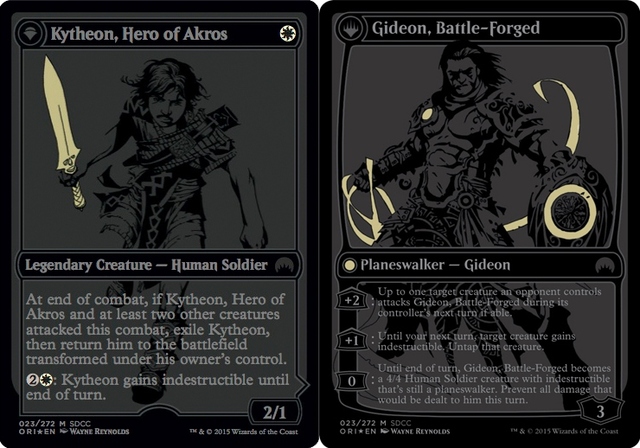 Kytheon, Hero of Akros
Legendary Creature — Human Soldier
At end of combat, if Kytheon, Hero of
Akros and at least two other creatures
attacked this combat, exile Kytheon,
then return him to the battlefield
transformed under his owner's control.
2: Kytheon gains indestructible until
end of turn.
2/1
023/272 M SDCC
ORI★EN Wayne Reynolds
™ & © 2015 Wizards of the Coast
Gideon, Battle-Forged
Planeswalker — Gideon
+2: Up to one target creature an opponent controls
attacks Gideon, Battle-Forged during its
controller's next turn if able.
+1: Until your next turn, target creature gains
indestructible. Untap that creature.
0: Until end of turn, Gideon, Battle-Forged becomes
a 4/4 Human Soldier creature with indestructible
that's still a planeswalker. Prevent all damage
that would be dealt to him this turn.
3
023/272 M SDCC
ORI★EN Wayne Reynolds
™ & © 2015 Wizards of the Coast